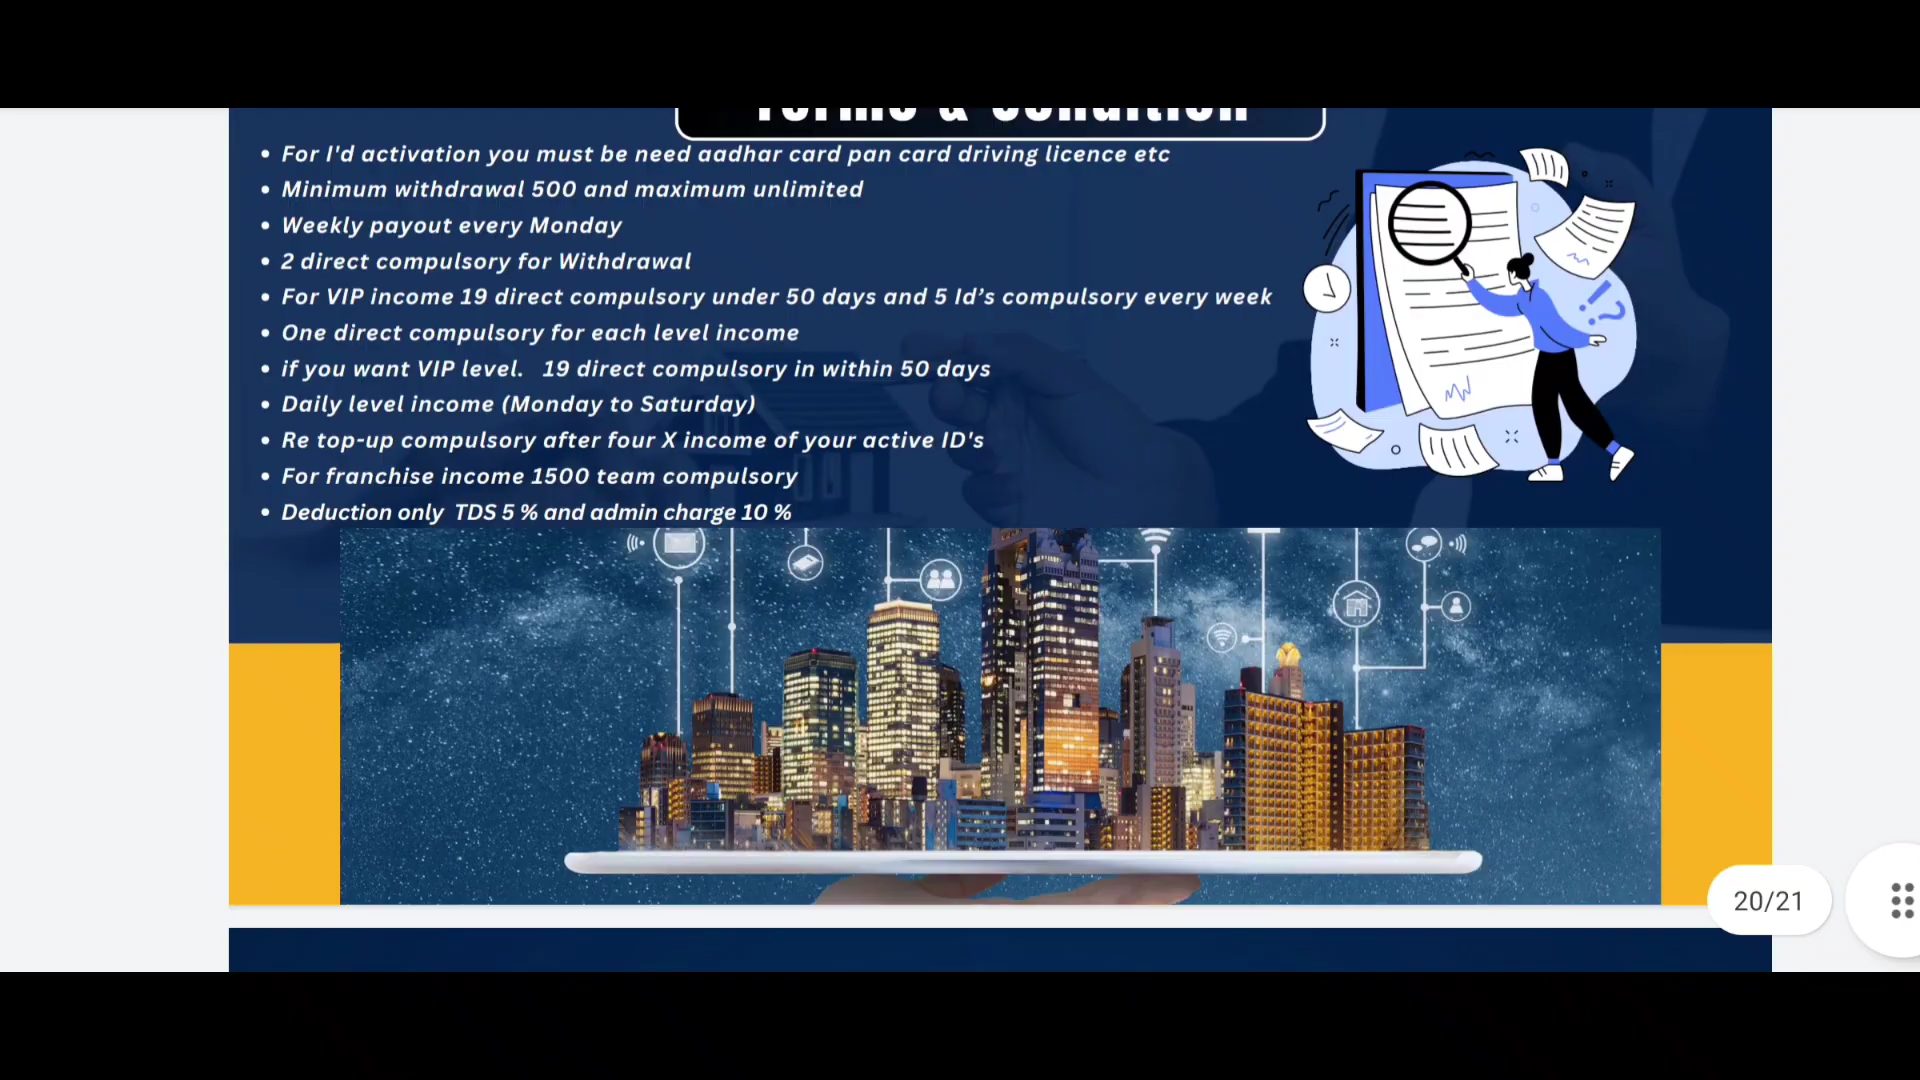 Terms & Condition
For I'd activation you must be need aadhar card pan card driving licence etc
Minimum withdrawal 500 and maximum unlimited
Weekly payout every Monday
2 direct compulsory for Withdrawal
For VIP income 19 direct compulsory under 50 days and 5 Id’s compulsory every week
One direct compulsory for each level income
if you want VIP level. 19 direct compulsory in within 50 days
Daily level income (Monday to Saturday)
Re top-up compulsory after four X income of your active ID's
For franchise income 1500 team compulsory
Deduction only TDS 5 % and admin charge 10 %
!?
20/21